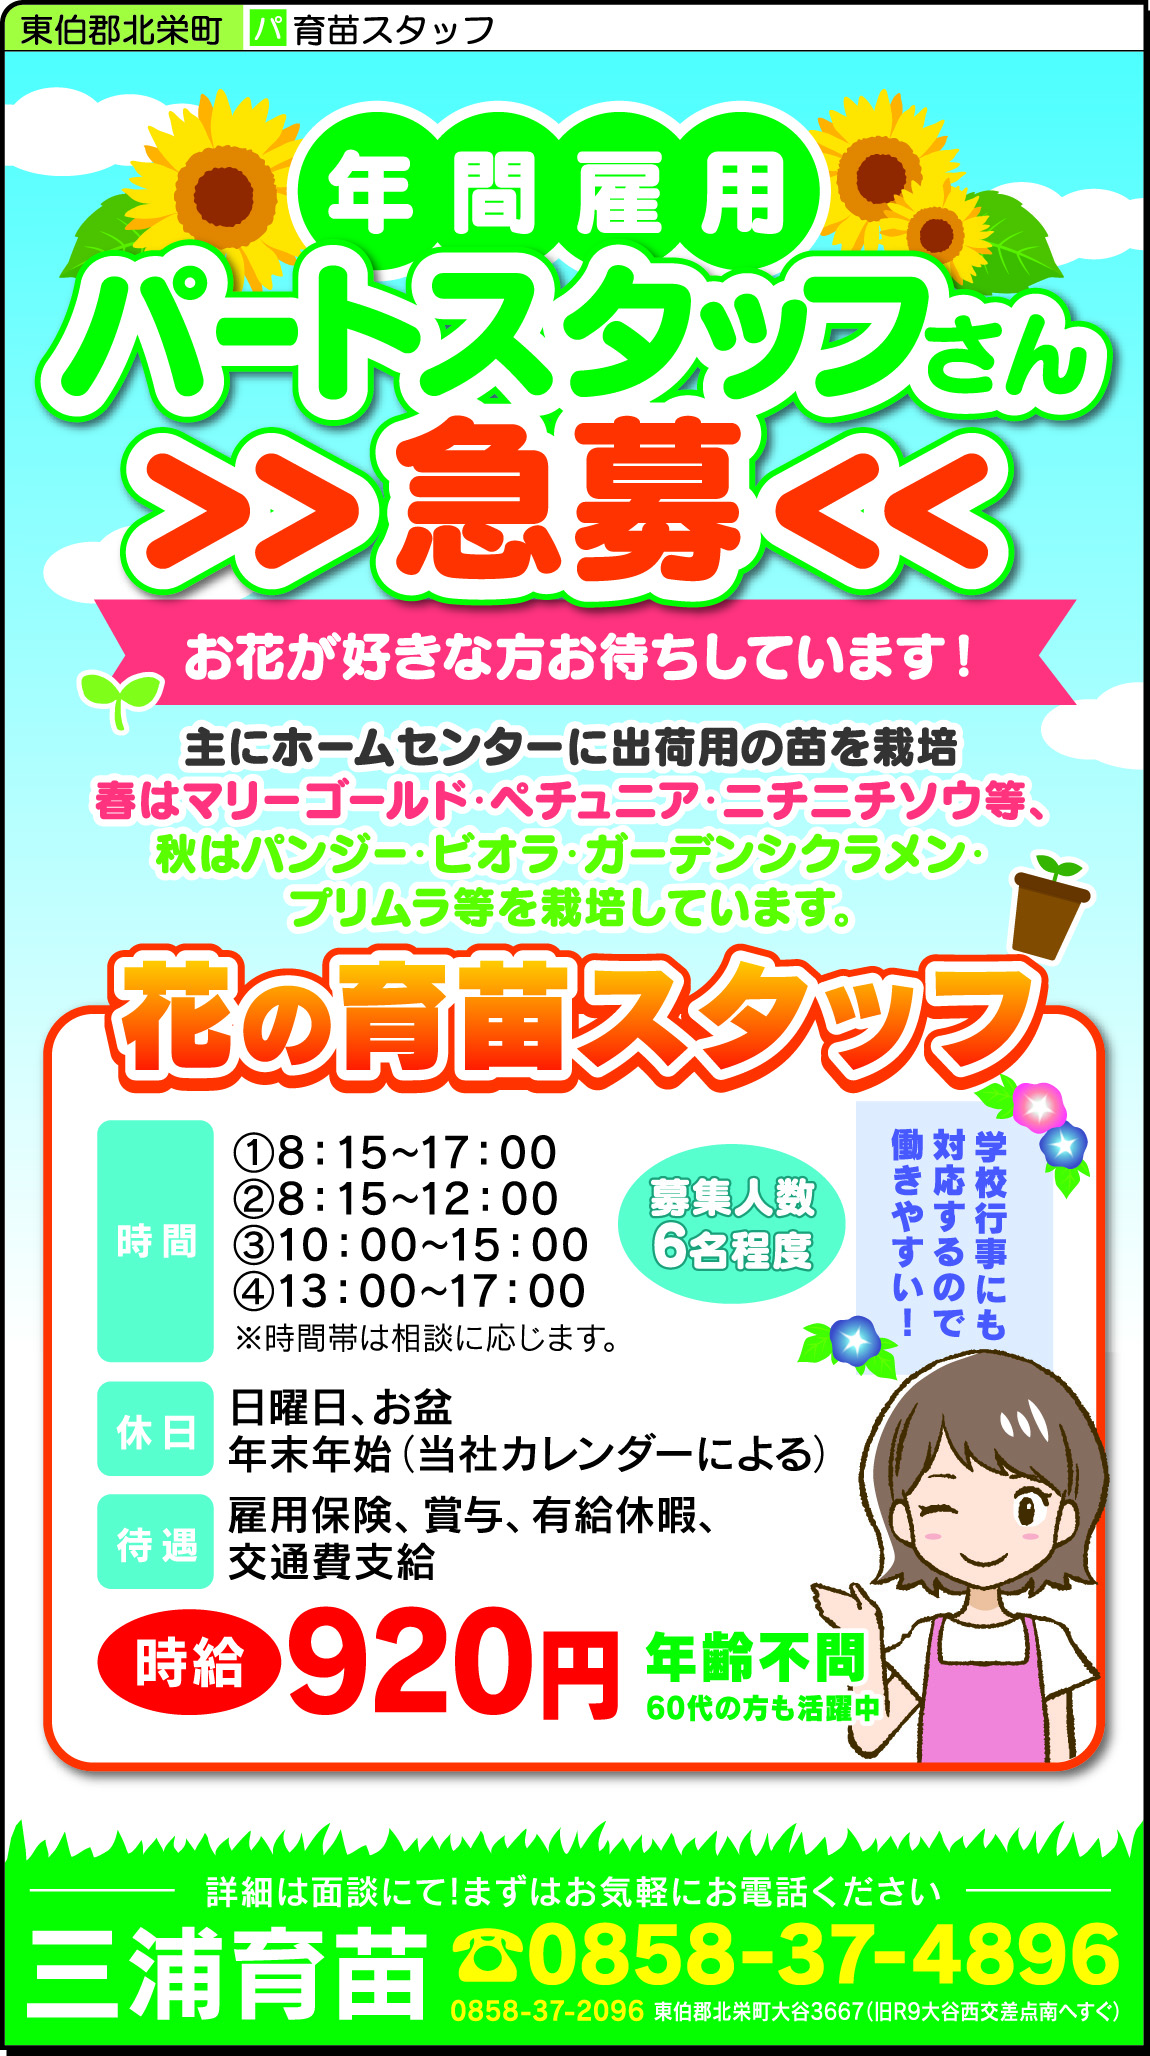 東伯郡北栄町 パ 育苗スタッフ
年間雇用
パートスタッフさん
>>急募<<
お花が好きな方お待ちしています！
主にホームセンターに出荷用の苗を栽培
春はマリーゴールド・ペチュニア・ニチニチソウ等、
秋はパンジー・ビオラ・ガーデンシクラメン・
プリムラ等を栽培しています。
花の育苗スタッフ
時間
①8：15~17：00
②8：15~12：00
③10：00~15：00
④13：00~17：00
※時間帯は相談に応じます。
募集人数
6名程度
学校行事にも
対応するので
働きやすい！
休日
日曜日、お盆
年末年始（当社カレンダーによる）
待遇
雇用保険、賞与、有給休暇、
交通費支給
時給 920円
年齢不問
60代の方も活躍中
詳細は面談にて！まずはお気軽にお電話ください
三浦育苗
☎0858-37-4896
0858-37-2096 東伯郡北栄町大谷3667（旧R9大谷西交差点南へすぐ）